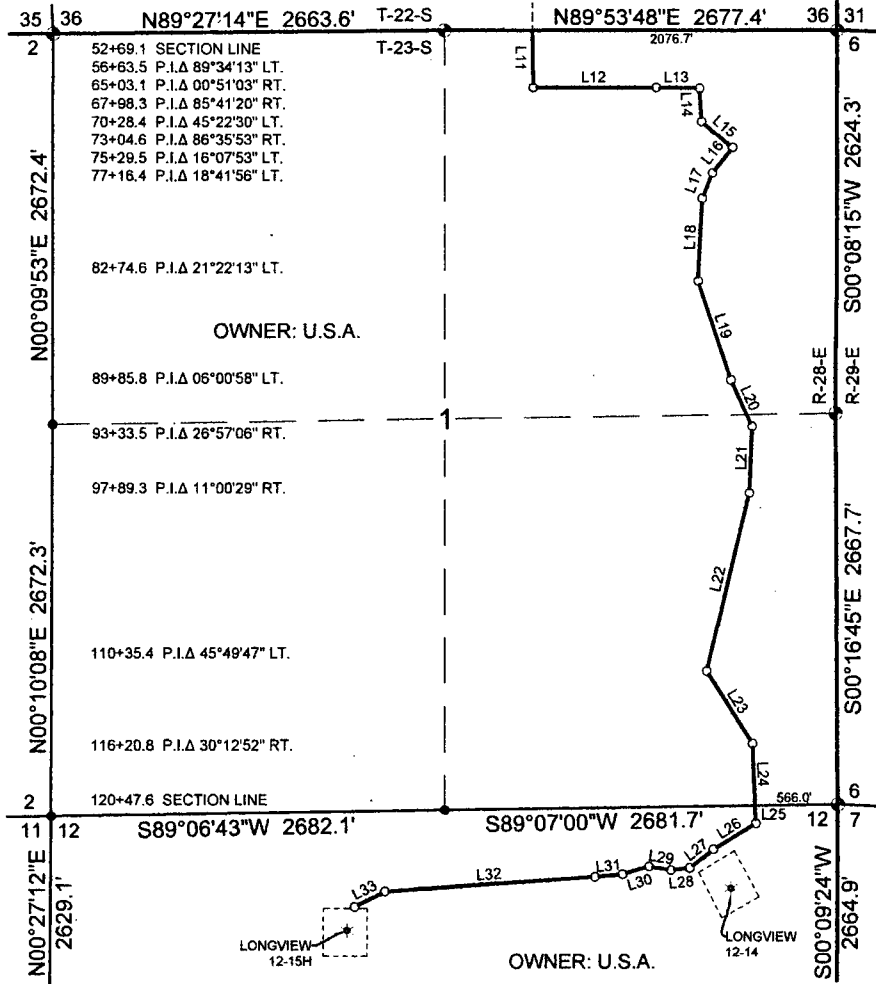 35 36 N89°27'14"E 2663.6' T-22-S N89°53'48"E 2677.4' 36 31
2 T-23-S 2076.7' 6
52+69.1 SECTION LINE
56+63.5 P.I.Δ 89°34'13" LT.
65+03.1 P.I.Δ 00°51'03" RT.
67+98.3 P.I.Δ 85°41'20" RT.
70+28.4 P.I.Δ 45°22'30" LT.
73+04.6 P.I.Δ 86°35'53" RT.
75+29.5 P.I.Δ 16°07'53" LT.
77+16.4 P.I.Δ 18°41'56" LT.
82+74.6 P.I.Δ 21°22'13" LT.
OWNER: U.S.A.
89+85.8 P.I.Δ 06°00'58" LT.
93+33.5 P.I.Δ 26°57'06" RT.
97+89.3 P.I.Δ 11°00'29" RT.
110+35.4 P.I.Δ 45°49'47" LT.
116+20.8 P.I.Δ 30°12'52" RT.
120+47.6 SECTION LINE
N00°09'53"E 2672.4'
N00°10'08"E 2672.3'
1
L11
L12
L13
L14
L15
L16
L17
L18
L19
L20
L21
L22
L23
L24
S00°08'15"W 2624.3'
R-28-E
R-29-E
S00°16'45"E 2667.7'
2 566.0' 6
11 12 S89°06'43"W 2682.1' S89°07'00"W 2681.7' 12 7
L25
L26
L27
L28
L29
L30
L31
L32
L33
N00°27'12"E
2629.1'
S00°09'24"W
2664.9'
LONGVIEW
12-15H
LONGVIEW
12-14
OWNER: U.S.A.